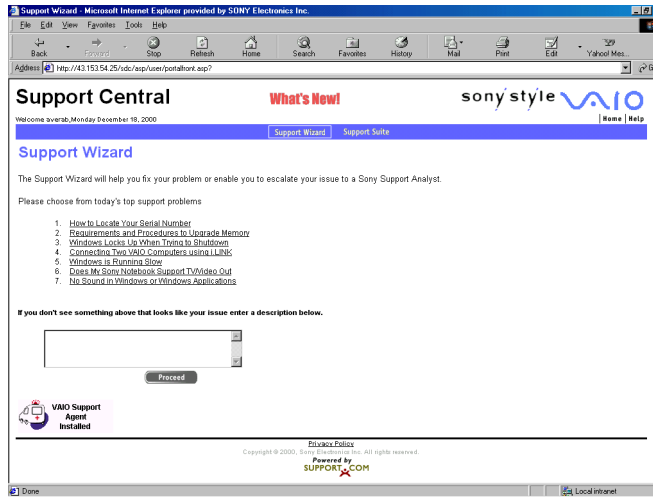 Support Wizard - Microsoft Internet Explorer provided by SONY Electronics Inc.
File Edit View Favorites Tools Help
Back Forward Stop Refresh Home Search Favorites History Mail Print Edit Yahoo! Mes...
Address http://43.153.54.25/sdc/asp/user/portalhont.asp?
Support Central
What's New!
sony style VAIO
Welcome averab,Monday December 18, 2000
Home | Help
Support Wizard Support Suite
Support Wizard
The Support Wizard will help you fix your problem or enable you to escalate your issue to a Sony Support Analyst.
Please choose from today's top support problems
1. How to Locate Your Serial Number
2. Requirements and Procedures to Upgrade Memory
3. Windows Locks Up When Trying to Shutdown
4. Connecting Two VAIO Computers using i.LINK
5. Windows is Running Slow
6. Does My Sony Notebook Support TV/Video Out
7. No Sound in Windows or Windows Applications
If you don't see something above that looks like your issue enter a description below.
Proceed
VAIO Support
Agent
Installed
Privacy Policy
Copyright © 2000, Sony Electronics Inc. All rights reserved.
Powered by
SUPPORT.COM
Done
Local intranet